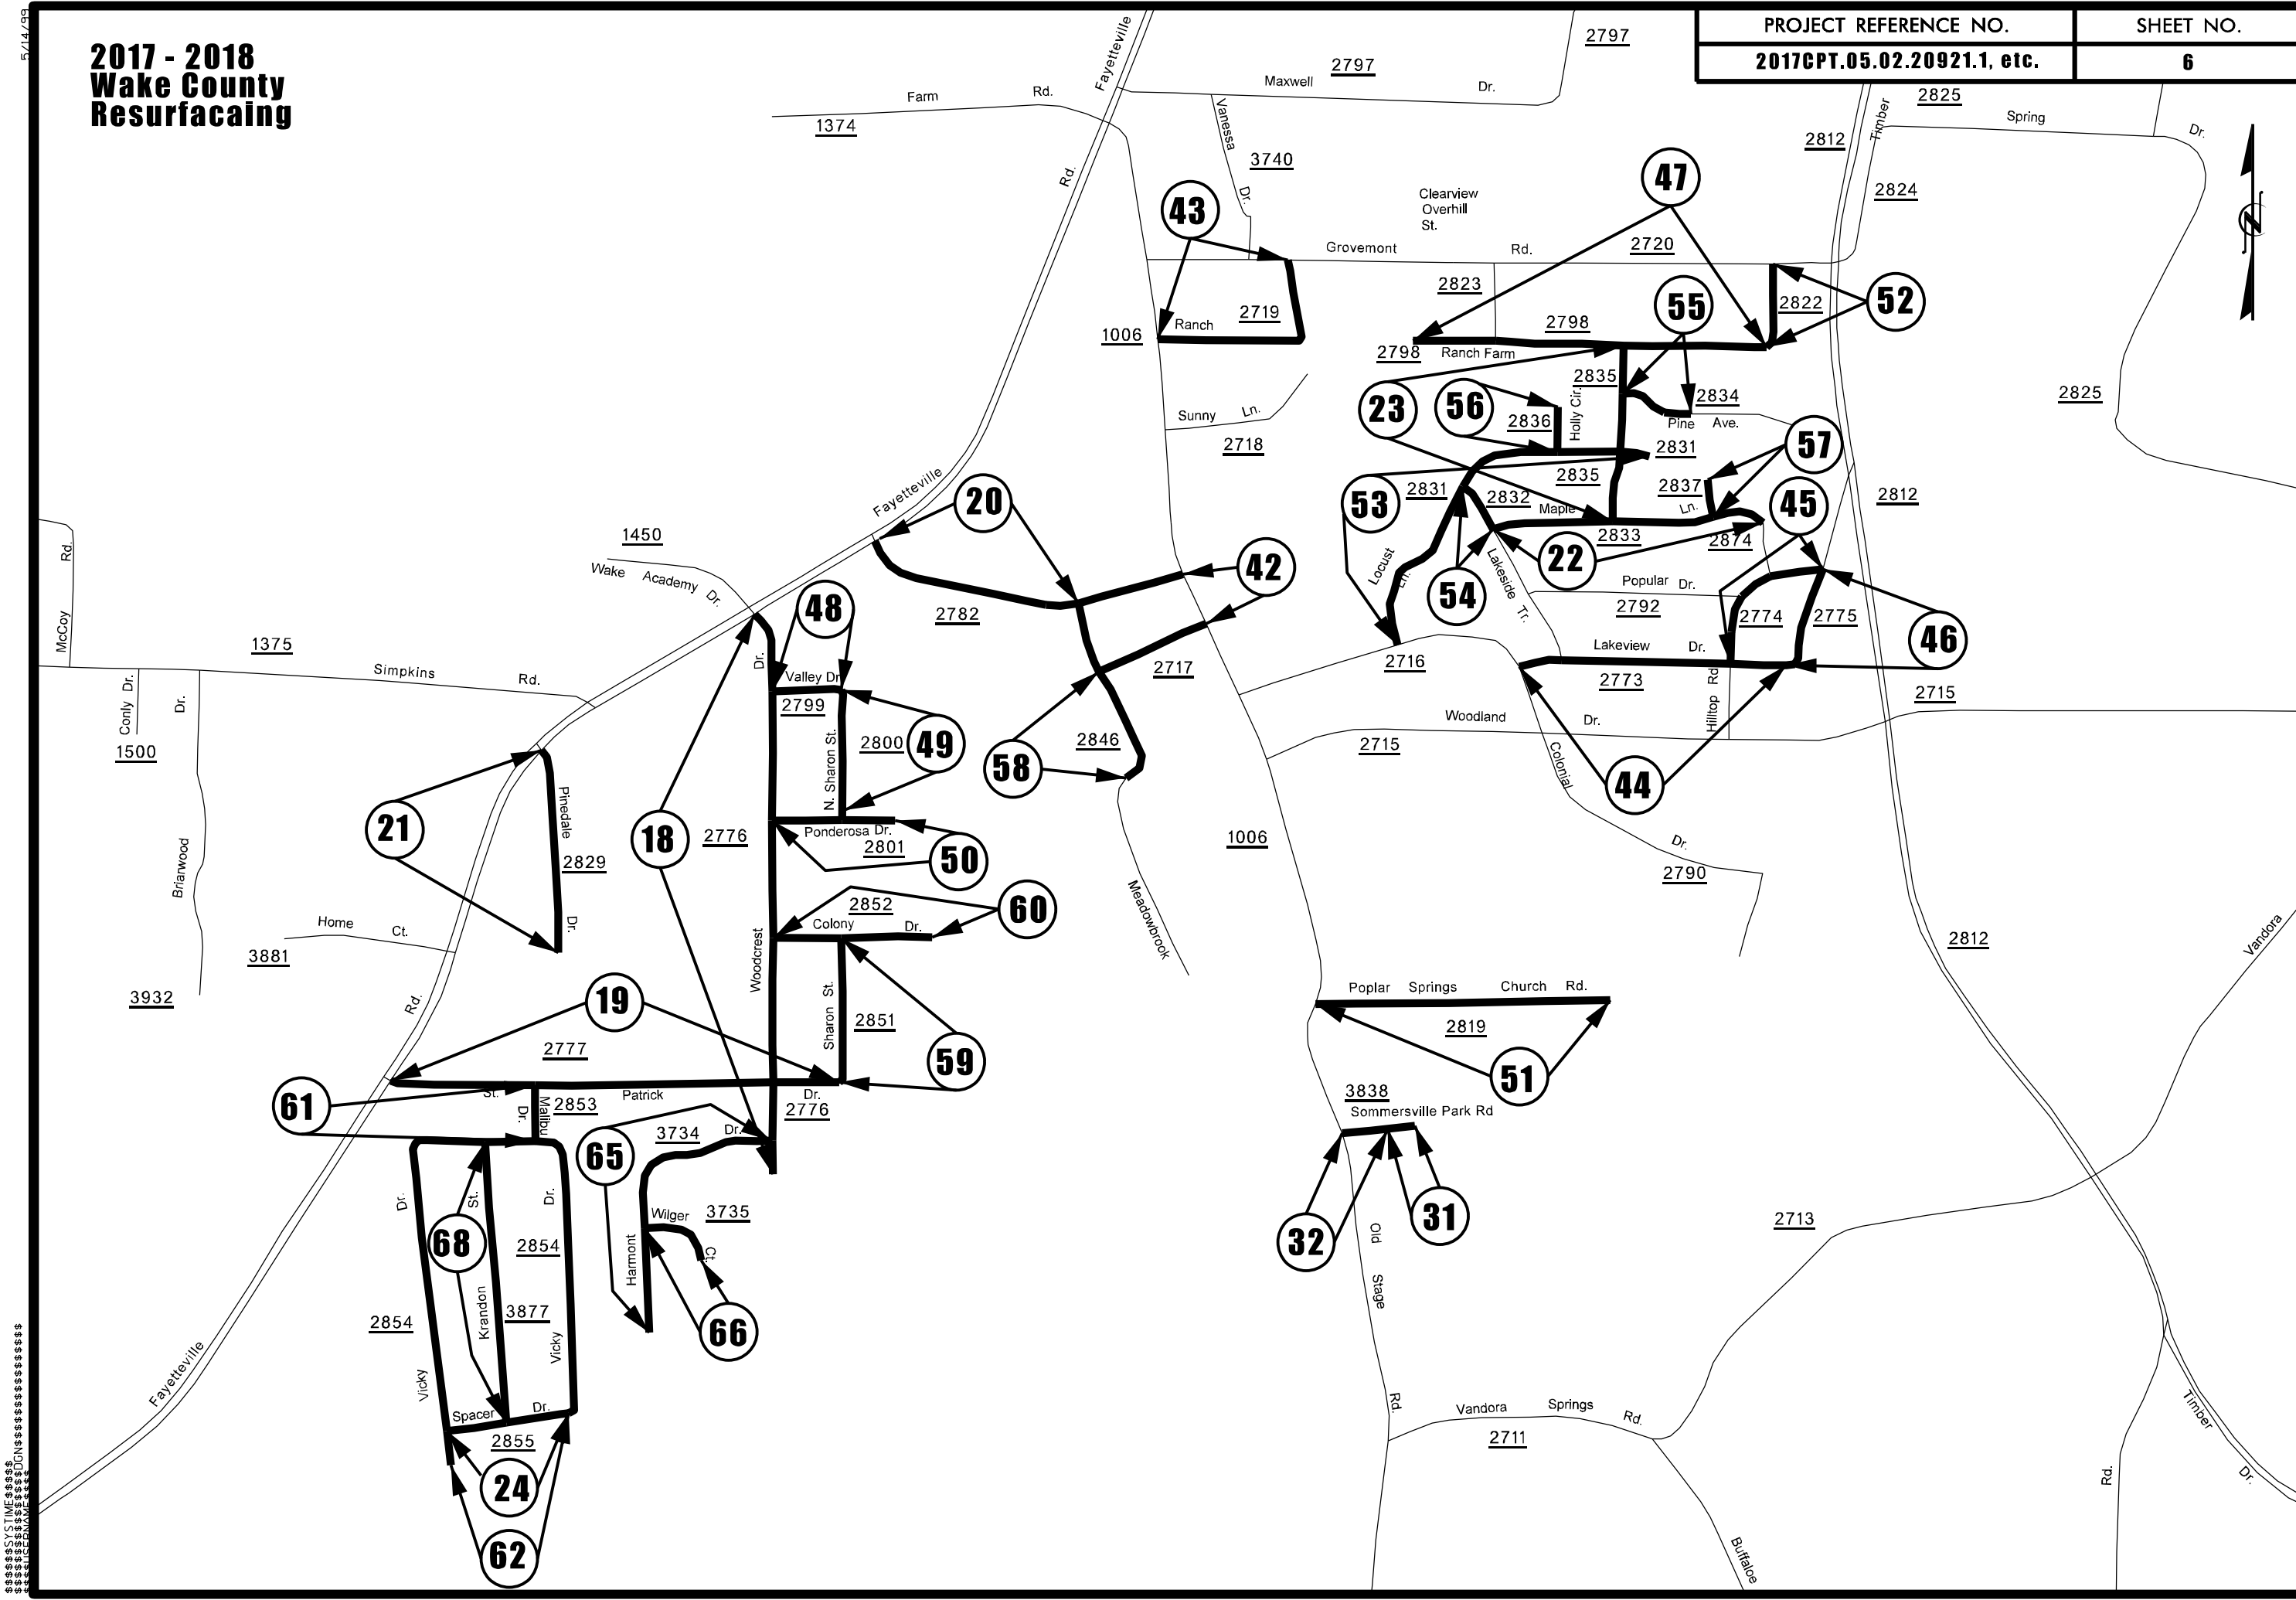 5/14/99
2017 - 2018
Wake County
Resurfacaing
PROJECT REFERENCE NO.
SHEET NO.
2017CPT.05.02.20921.1, etc.
6
Fayetteville
Rd.
2797
2797
Maxwell
Dr.
Farm
Rd.
1374
Vanessa
Dr.
3740
2825
Spring
Dr.
Timber
2812
2824
Clearview
Overhill
St.
47
43
Grovemont
Rd.
2720
2823
55
2822
52
2719
Ranch
1006
2798
2798
Ranch Farm
2835
2834
2825
23
56
2836
Holly Cir.
Pine
Ave.
Sunny
Ln.
2718
2831
57
2835
2837
53
2831
2832
Maple
Ln.
45
2812
2833
2874
22
Fayetteville
20
1450
Wake
Academy
Dr.
42
Locust
Ln.
54
Lakeside
Tr.
Popular
Dr.
2792
2774
2775
46
McCoy
Rd.
48
2782
1375
Simpkins
Rd.
Dr.
Valley Dr.
2799
2717
2716
Lakeview
Dr.
2773
Hilltop
Rd
2715
Conly Dr.
Dr.
1500
2800
49
N. Sharon St.
2846
58
Woodland
Dr.
2715
Colonial
44
Pinedale
21
18
2776
Ponderosa Dr.
2801
50
1006
2829
Dr.
2790
Briarwood
2852
60
Colony
Dr.
Meadowbrook
Home
Ct.
Dr.
3881
Woodcrest
2812
Vandora
3932
Rd.
19
Sharon
St.
2851
Poplar
Springs
Church
Rd.
2819
2777
59
51
61
St.
Patrick
Dr.
2853
Malibu
Dr.
2776
3838
Sommersville Park Rd
3734
Dr.
65
Dr.
St.
Dr.
Wilger
3735
Ct.
68
2854
Harmont
32
31
Old
Stage
2713
2854
Krandon
3877
Vicky
66
Fayetteville
Vicky
Spacer
Dr.
2855
Rd.
Vandora
Springs
Rd.
2711
Timber
Dr.
24
Rd.
62
Buffaloe